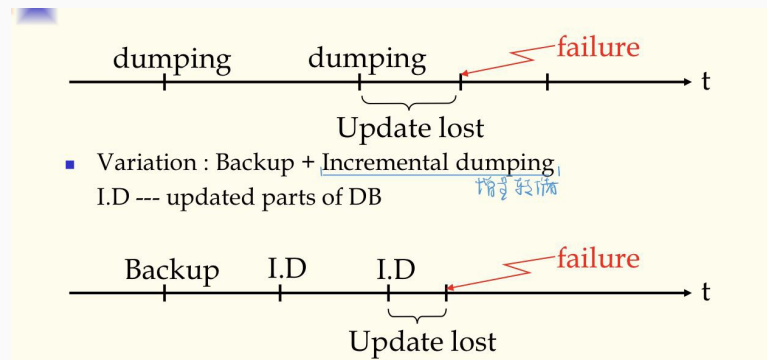 dumping dumping failure
t
Update lost
▪ Variation : Backup + Incremental dumping
增量转储
I.D --- updated parts of DB
Backup I.D I.D failure
t
Update lost